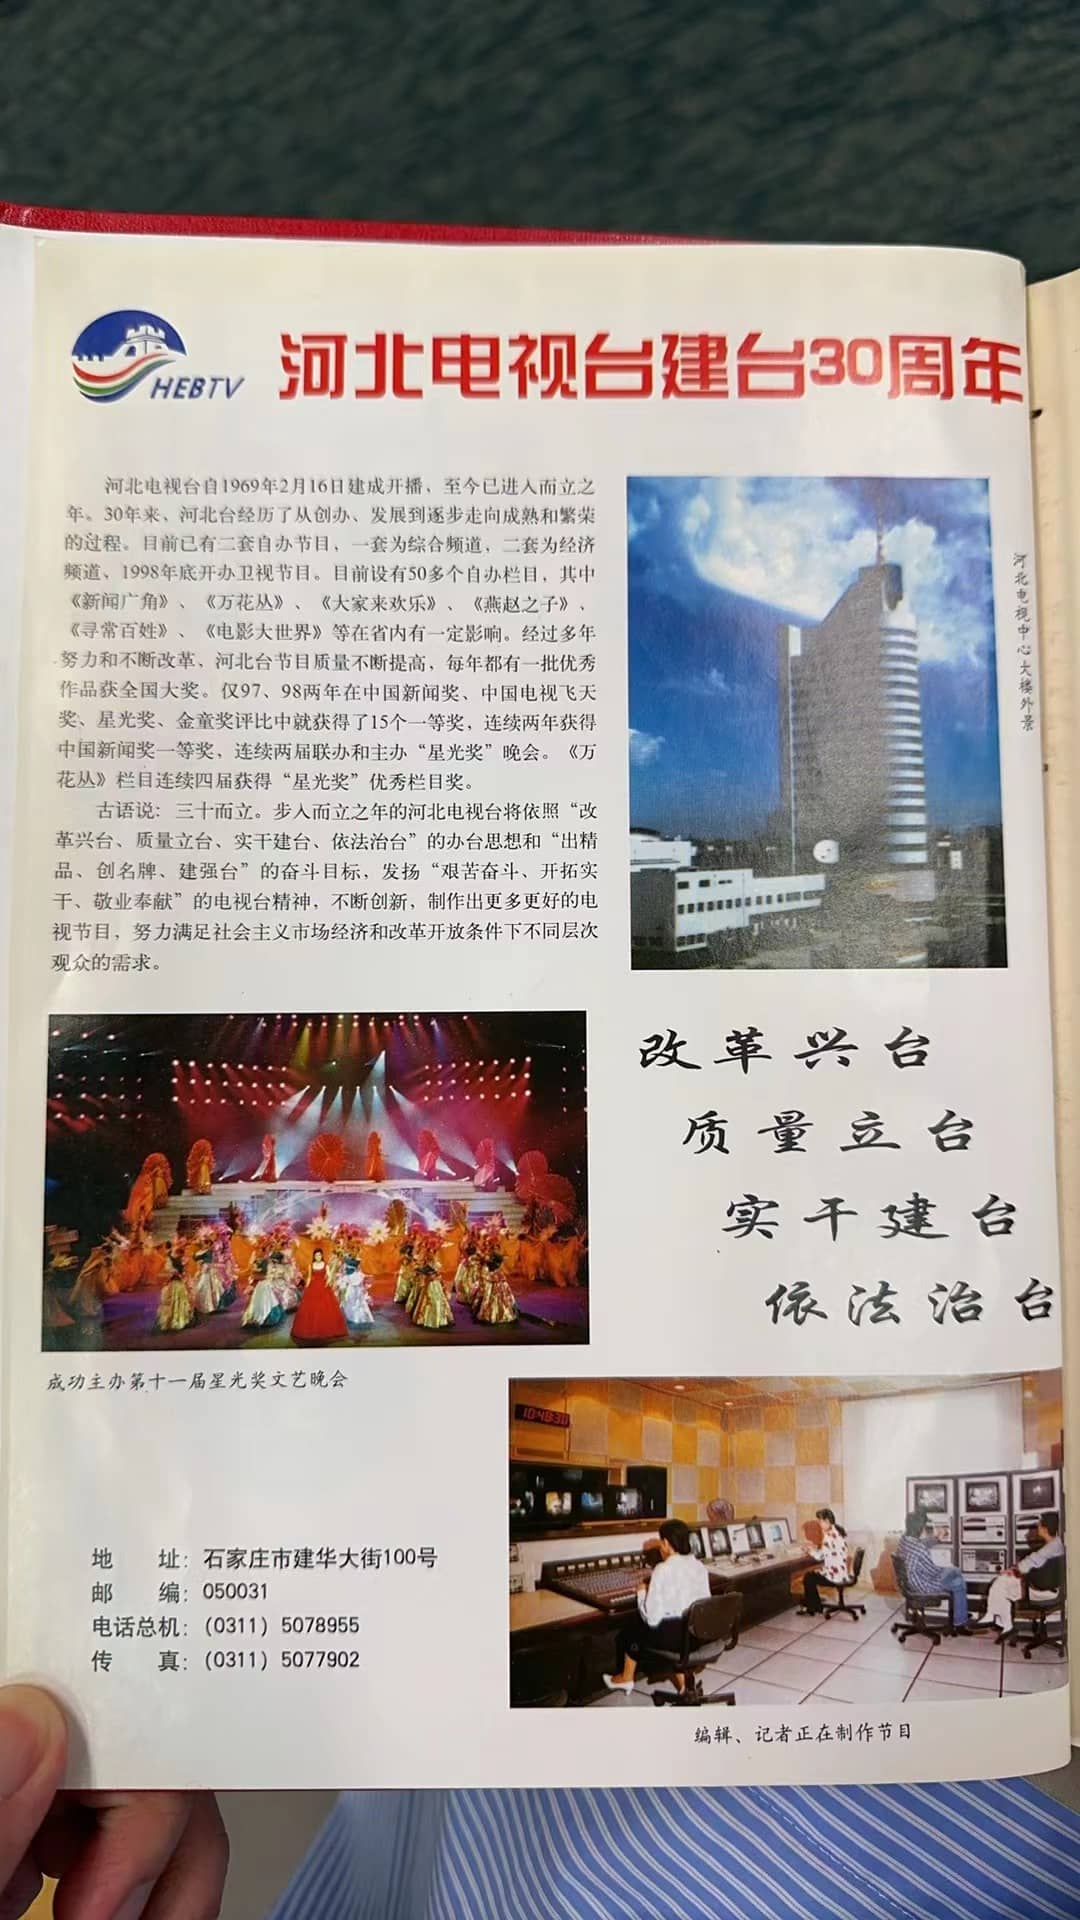 HEBTV
河北电视台建台30周年
河北电视台自1969年2月16日建成开播，至今已进入而立之
年。30年来、河北台经历了从创办、发展到逐步走向成熟和繁荣
的过程。目前已有二套自办节目，一套为综合频道，二套为经济
频道，1998年底开办卫视节目。目前设有50多个自办栏目，其中
《新闻广角》、《万花丛》、《大家来欢乐》、《燕赵之子》、
《寻常百姓》、《电影大世界》等在省内有一定影响。经过多年
努力和不断改革、河北台节目质量不断提高，每年都有一批优秀
作品获全国大奖。仅97、98两年在中国新闻奖、中国电视飞天
奖、星光奖、金童奖评比中就获得了15个一等奖，连续两年获得
中国新闻奖一等奖，连续两届联办和主办“星光奖”晚会。《万
花丛》栏目连续四届获得“星光奖”优秀栏目奖。
古语说：三十而立。步入而立之年的河北电视台将依照“改
革兴台、质量立台、实干建台、依法治台”的办台思想和“出精
品、创名牌、建强台”的奋斗目标，发扬“艰苦奋斗、开拓实
干、敬业奉献”的电视台精神，不断创新，制作出更多更好的电
视节目，努力满足社会主义市场经济和改革开放条件下不同层次
观众的需求。
河北电视中心大楼外景
改革兴台
质量立台
实干建台
依法治台
成功主办第十一届星光奖文艺晚会
10:48:30
地 址：石家庄市建华大街100号
邮 编：050031
电话总机：(0311) 5078955
传 真：(0311) 5077902
编辑、记者正在制作节目